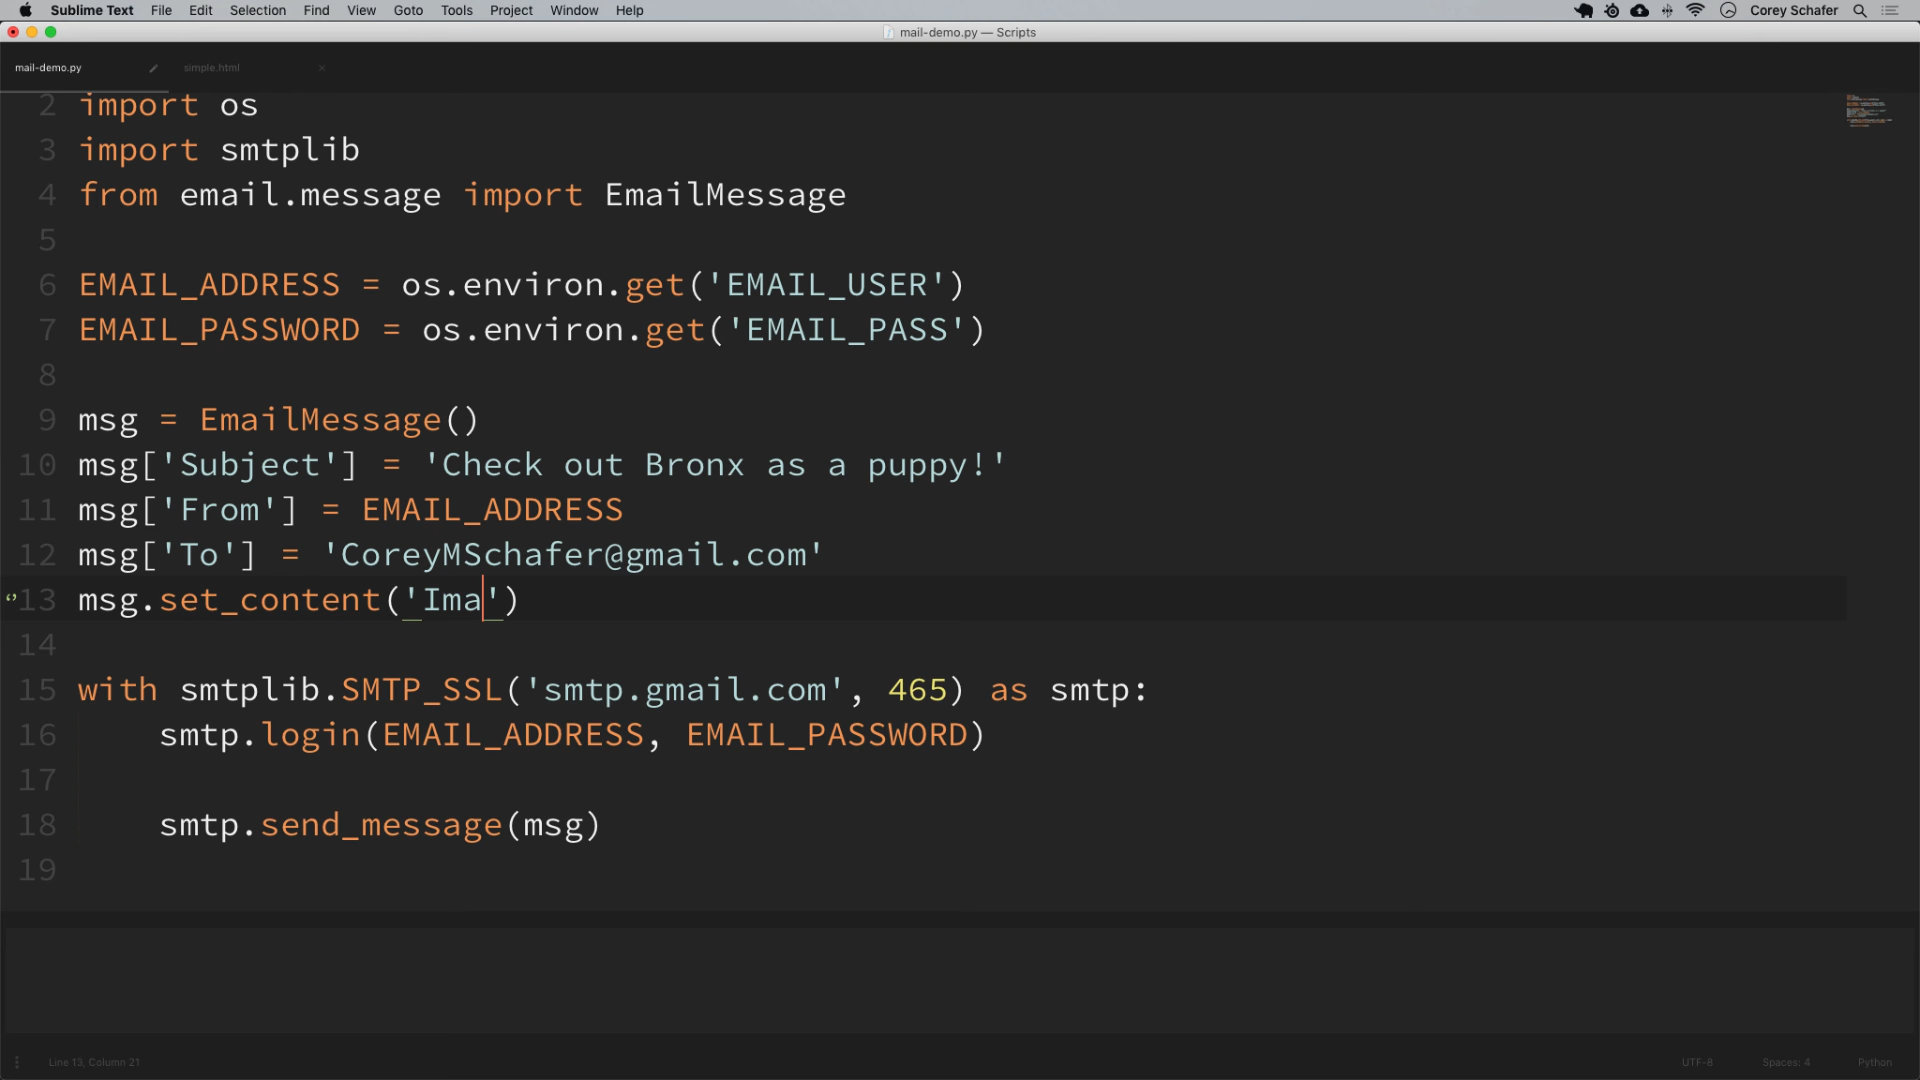 Sublime Text File Edit Selection Find View Goto Tools Project Window Help Corey Schafer
mail-demo.py — Scripts
mail-demo.py simple.html
2 import os
3 import smtplib
4 from email.message import EmailMessage
5
6 EMAIL_ADDRESS = os.environ.get('EMAIL_USER')
7 EMAIL_PASSWORD = os.environ.get('EMAIL_PASS')
8
9 msg = EmailMessage()
10 msg['Subject'] = 'Check out Bronx as a puppy!'
11 msg['From'] = EMAIL_ADDRESS
12 msg['To'] = 'CoreyMSchafer@gmail.com'
13 msg.set_content('Ima')
14
15 with smtplib.SMTP_SSL('smtp.gmail.com', 465) as smtp:
16 smtp.login(EMAIL_ADDRESS, EMAIL_PASSWORD)
17
18 smtp.send_message(msg)
19
Line 13, Column 21 UTF-8 Spaces: 4 Python